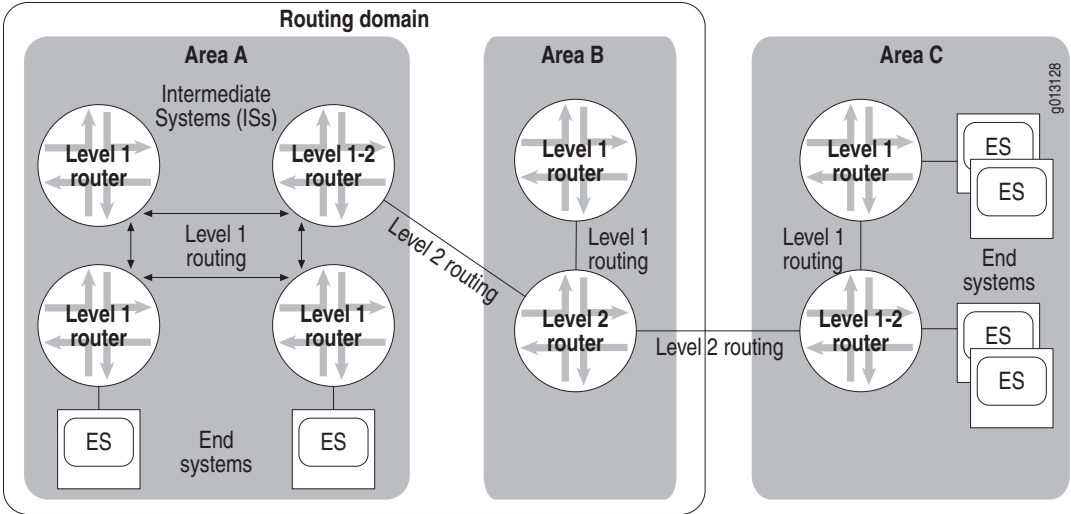 Routing domain
Area A
Area B
Area C
g013128
Intermediate
Systems (ISs)
Level 1
router
Level 1-2
router
Level 1
routing
Level 1
router
Level 1
router
ES
End
systems
ES
Level 2 routing
Level 1
router
Level 1
routing
Level 2
router
Level 2 routing
Level 1
router
Level 1
routing
Level 1-2
router
ES
ES
End
systems
ES
ES